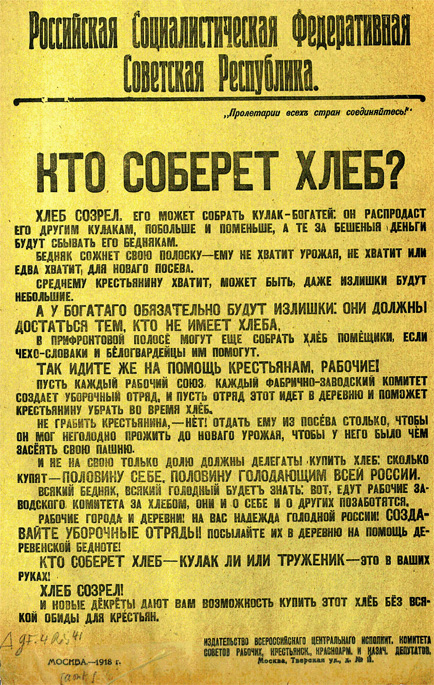 Российская Социалистическая Федеративная
Советская Республика.
„Пролетарии всехъ стран соединяйтесь!"
КТО СОБЕРЕТ ХЛЕБ?
ХЛЕБ СОЗРЕЛ. ЕГО МОЖЕТ СОБРАТЬ КУЛАК-БОГАТЕЙ: ОН РАСПРОДАСТ
ЕГО ДРУГИМ КУЛАКАМ, ПОБОЛЬШЕ И ПОМЕНЬШЕ, А ТЕ ЗА БЕШЕНЫЯ ДЕНЬГИ
БУДУТ СБЫВАТЬ ЕГО БЕДНЯКАМ.
БЕДНЯК СОЖНЕТ СВОЮ ПОЛОСКУ—ЕМУ НЕ ХВАТИТ УРОЖАЯ, НЕ ХВАТИТ ИЛИ
ЕДВА ХВАТИТ, ДЛЯ НОВАГО ПОСЕВА.
СРЕДНЕМУ КРЕСТЬЯНИНУ ХВАТИТ, МОЖЕТ БЫТЬ, ДАЖЕ ИЗЛИШКИ БУДУТ
НЕБОЛЬШИЕ.
А У БОГАТАГО ОБЯЗАТЕЛЬНО БУДУТ ИЗЛИШКИ: ОНИ ДОЛЖНЫ
ДОСТАТЬСЯ ТЕМ, КТО НЕ ИМЕЕТ ХЛЕБА,
В ПРИФРОНТОВОЙ ПОЛОСЕ МОГУТ ЕЩЕ СОБРАТЬ ХЛЕБ ПОМЕЩИКИ, ЕСЛИ
ЧЕХО-СЛОВАКИ И БЕЛОГВАРДЕЙЦЫ ИМ ПОМОГУТ.
ТАК ИДИТЕ ЖЕ НА ПОМОЩЬ КРЕСТЬЯНАМ, РАБОЧИЕ!
ПУСТЬ КАЖДЫЙ РАБОЧИЙ СОЮЗ, КАЖДЫЙ ФАБРИЧНО-ЗАВОДСКИЙ КОМИТЕТ
СОЗДАЕТ УБОРОЧНЫЙ ОТРЯД, И ПУСТЬ ОТРЯД ЭТОТ ИДЕТ В ДЕРЕВНЮ И ПОМОЖЕТ
КРЕСТЬЯНИНУ УБРАТЬ ВО ВРЕМЯ ХЛЕБ.
НЕ ГРАБИТЬ КРЕСТЬЯНИНА,—НЕТ! ОТДАТЬ ЕМУ ИЗ ПОСЕВА СТОЛЬКО, ЧТОБЫ
ОН МОГ НЕГОЛОДНО ПРОЖИТЬ ДО НОВАГО УРОЖАЯ, ЧТОБЫ У НЕГО БЫЛО ЧЕМ
ЗАСЕЯТЬ СВОЮ ПАШНЮ.
И НЕ НА СВОЮ ТОЛЬКО ДОЛЮ ДОЛЖНЫ ДЕЛЕГАТЫ КУПИТЬ ХЛЕБ: СКОЛЬКО
КУПЯТ—ПОЛОВИНУ СЕБЕ, ПОЛОВИНУ ГОЛОДАЮЩИМ ВСЕЙ РОССИИ.
ВСЯКИЙ БЕДНЯК, ВСЯКИЙ ГОЛОДНЫЙ БУДЕТЪ ЗНАТЬ: ВОТ, ЕДУТ РАБОЧИЕ ЗА-
ВОДСКОГО КОМИТЕТА ЗА ХЛЕБОМ, ОНИ И О СЕБЕ И О ДРУГИХ ПОЗАБОТЯТСЯ.
РАБОЧИЕ ГОРОДА И ДЕРЕВНИ! НА ВАС НАДЕЖДА ГОЛОДНОЙ РОССИИ! СОЗДА-
ВАЙТЕ УБОРОЧНЫЕ ОТРЯДЫ! ПОСЫЛАЙТЕ ИХ В ДЕРЕВНЮ НА ПОМОЩЬ ДЕ-
РЕВЕНСКОЙ БЕДНОТЕ!
КТО СОБЕРЕТ ХЛЕБ—КУЛАК ЛИ ИЛИ ТРУЖЕНИК—ЭТО В ВАШИХ
РУКАХ!
ХЛЕБ СОЗРЕЛ!
И НОВЫЕ ДЕКРЕТЫ ДАЮТ ВАМ ВОЗМОЖНОСТЬ КУПИТЬ ЭТОТ ХЛЕБ БЕЗ ВСЯ-
КОЙ ОБИДЫ ДЛЯ КРЕСТЬЯН.
ИЗДАТЕЛЬСТВО ВСЕРОССИЙСКОГО ЦЕНТРАЛЬНАГО ИСПОЛНИТ. КОМИТЕТА
СОВЕТОВ РАБОЧИХ, КРЕСТЬЯНСК, КРАСНОАРМ. И КАЗАЧ. ДЕПУТАТОВ.
Москва, Тверская ул., д. № 11.
МОСКВА.—1918 г.